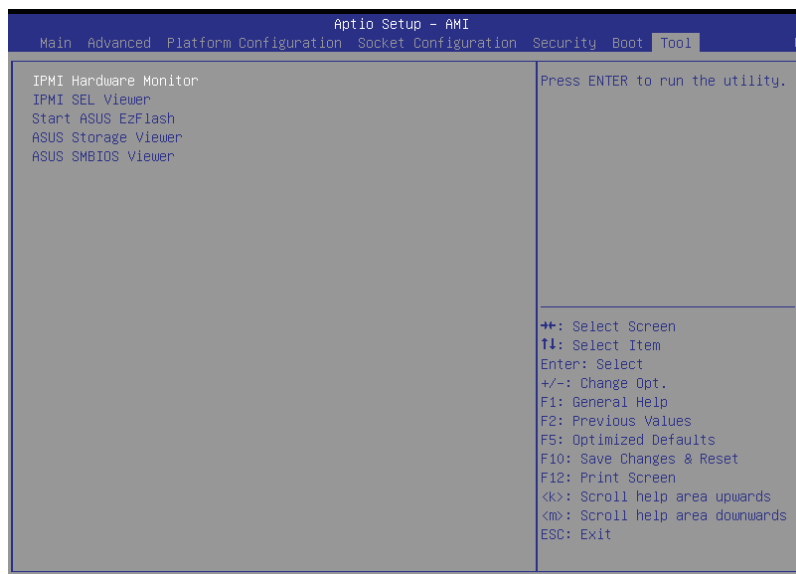 Aptio Setup - AMI
Main Advanced Platform Configuration Socket Configuration Security Boot Tool
IPMI Hardware Monitor
IPMI SEL Viewer
Start ASUS EzFlash
ASUS Storage Viewer
ASUS SMBIOS Viewer
Press ENTER to run the utility.
→←: Select Screen
↑↓: Select Item
Enter: Select
+/-: Change Opt.
F1: General Help
F2: Previous Values
F5: Optimized Defaults
F10: Save Changes & Reset
F12: Print Screen
<k>: Scroll help area upwards
<m>: Scroll help area downwards
ESC: Exit